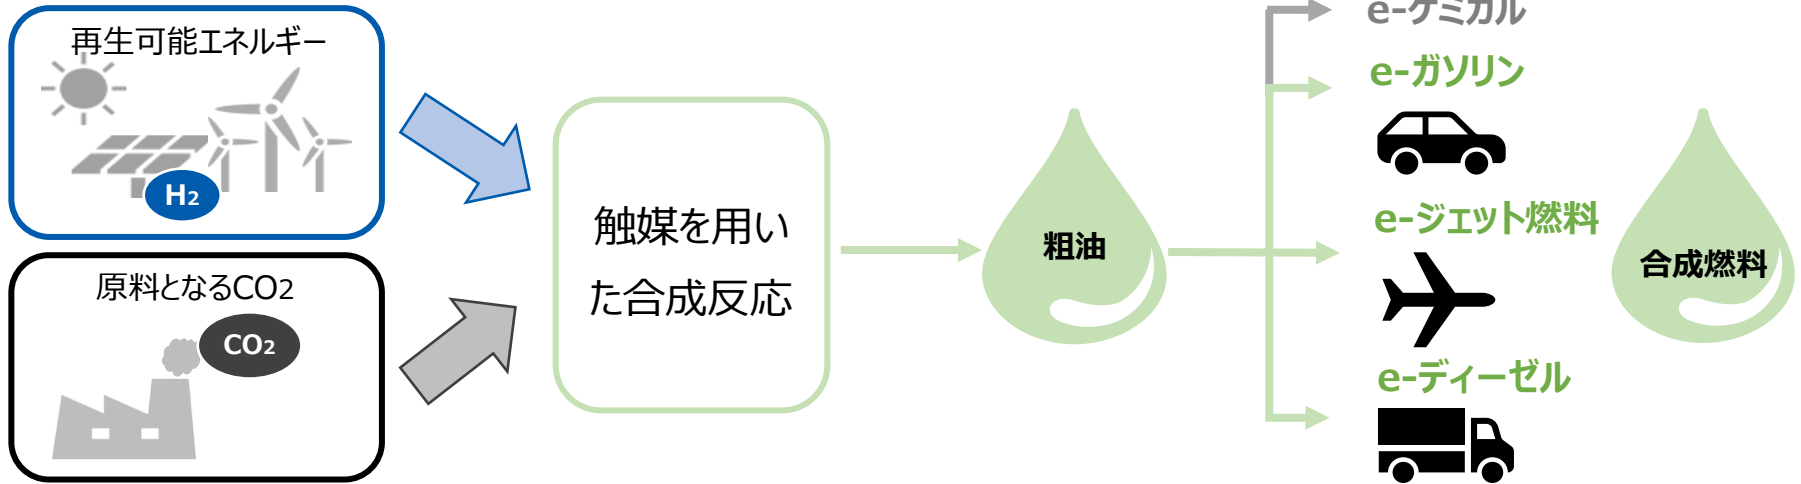 再生可能エネルギー
H2
原料となるCO2
CO2
触媒を用い
た合成反応
粗油
e-ケミカル
e-ガソリン
e-ジェット燃料
e-ディーゼル
合成燃料